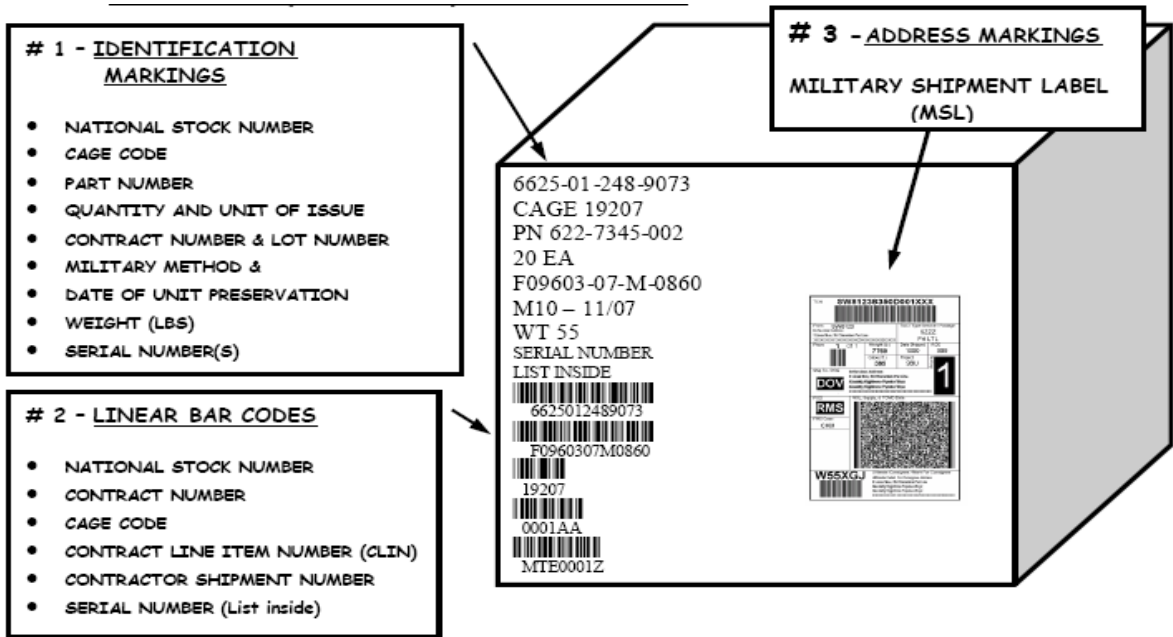 # 1 - IDENTIFICATION
MARKINGS
• NATIONAL STOCK NUMBER
• CAGE CODE
• PART NUMBER
• QUANTITY AND UNIT OF ISSUE
• CONTRACT NUMBER & LOT NUMBER
• MILITARY METHOD &
• DATE OF UNIT PRESERVATION
• WEIGHT (LBS)
• SERIAL NUMBER(S)
# 2 - LINEAR BAR CODES
• NATIONAL STOCK NUMBER
• CONTRACT NUMBER
• CAGE CODE
• CONTRACT LINE ITEM NUMBER (CLIN)
• CONTRACTOR SHIPMENT NUMBER
• SERIAL NUMBER (List inside)
# 3 - ADDRESS MARKINGS
MILITARY SHIPMENT LABEL
(MSL)
6625-01-248-9073
CAGE 19207
PN 622-7345-002
20 EA
F09603-07-M-0860
M10 – 11/07
WT 55
SERIAL NUMBER
LIST INSIDE
6625012489073
F0960307M0860
19207
0001AA
MTE0001Z
DOV
1
RMS
W55XGJ